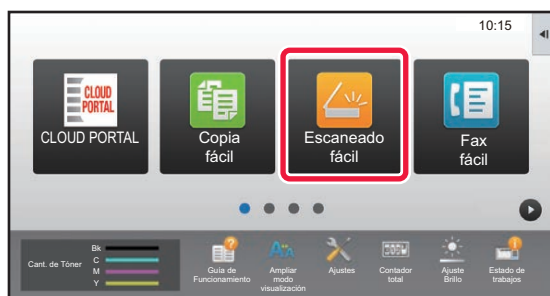 10:15
CLOUD
PORTAL
CLOUD PORTAL
Copia
fácil
Escaneado
fácil
Fax
fácil
Cant. de Tóner
Bk
C
M
Y
Guía de
Funcionamiento
Ampliar
modo
visualización
Ajustes
Contador
total
Ajuste
Brillo
Estado de
trabajos